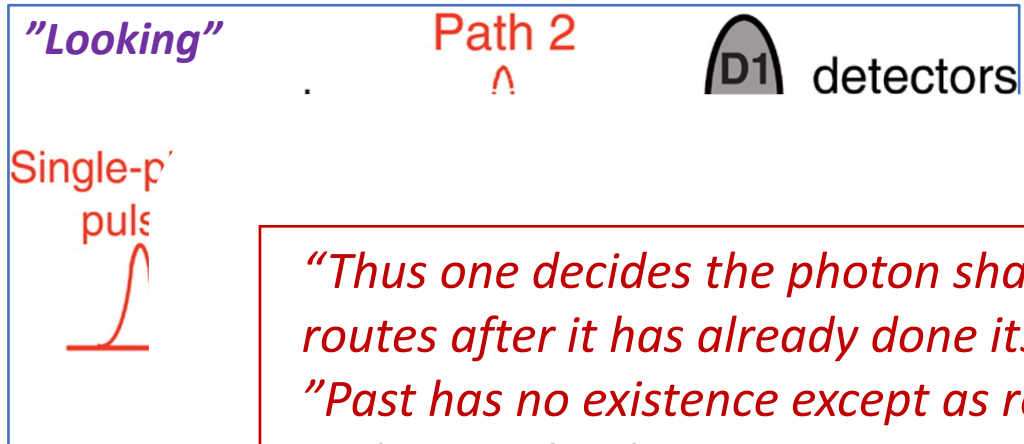 ”Looking”
Path 2
D1 detectors
Single-p
puls
“Thus one decides the photon sha
routes after it has already done its
”Past has no existence except as r